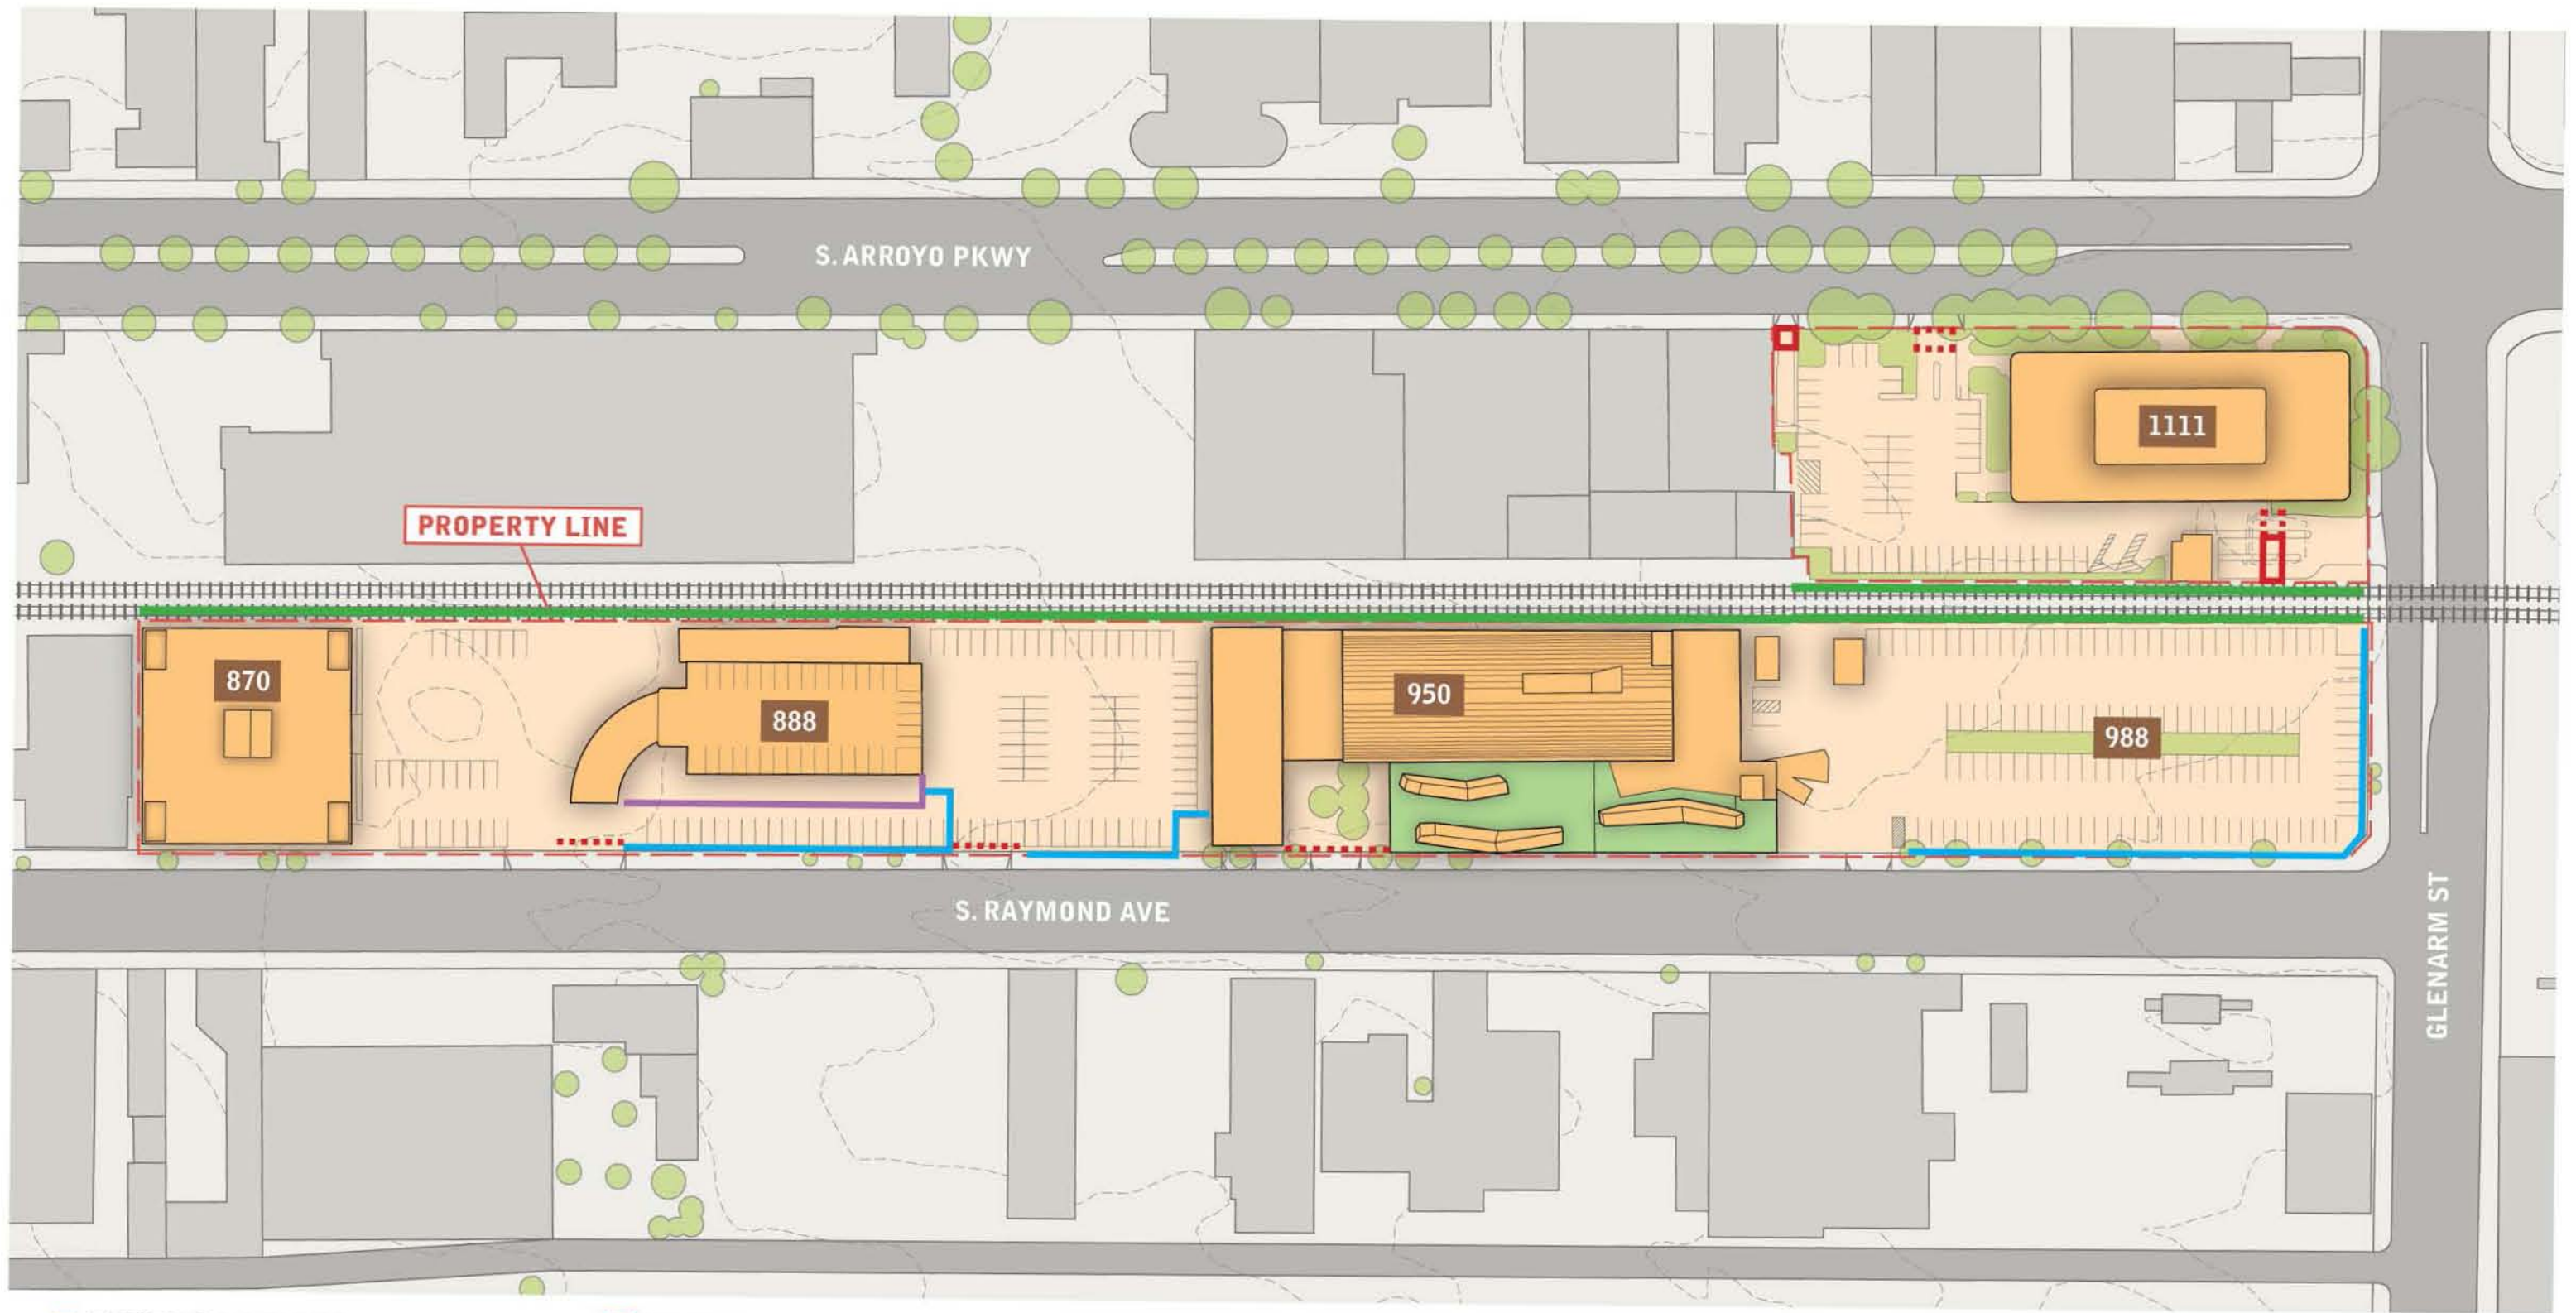 S. ARROYO PKWY
1111
PROPERTY LINE
870
888
950
988
S. RAYMOND AVE
GLENARM ST